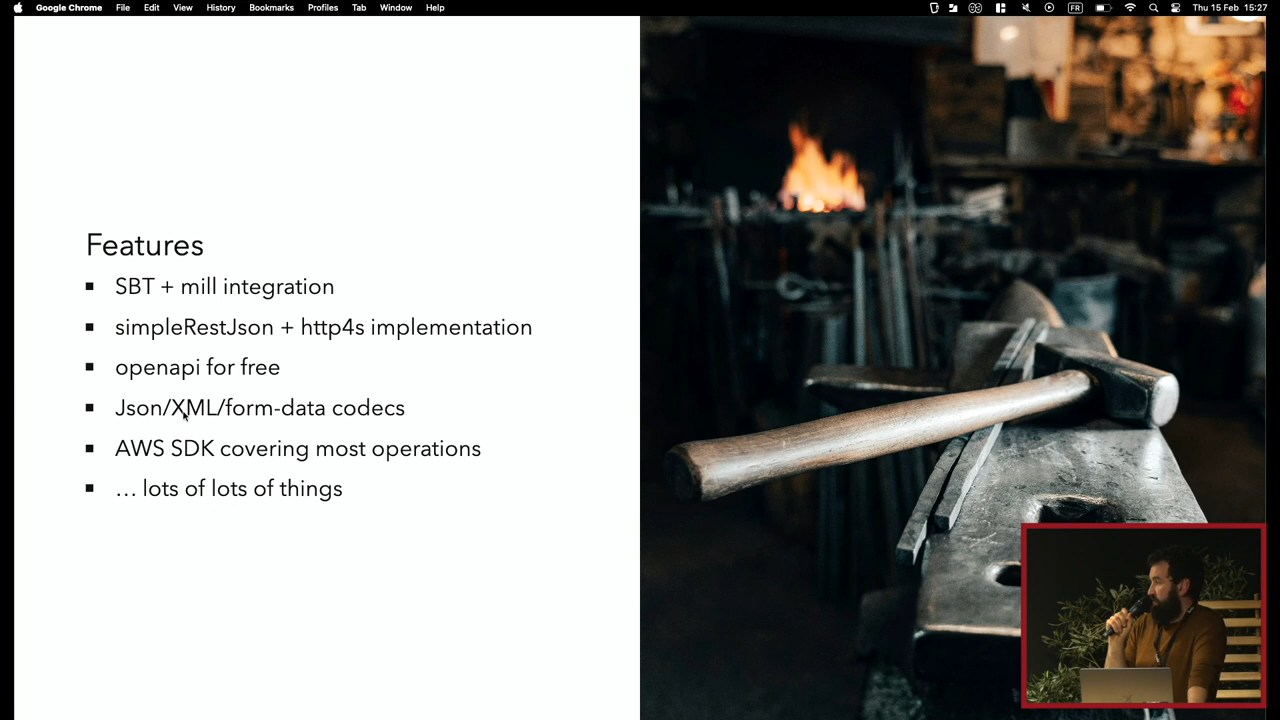 Google Chrome File Edit View History Bookmarks Profiles Tab Window Help FR Thu 15 Feb 15:27
Features
SBT + mill integration
simpleRestJson + http4s implementation
openapi for free
Json/XML/form-data codecs
AWS SDK covering most operations
… lots of lots of things